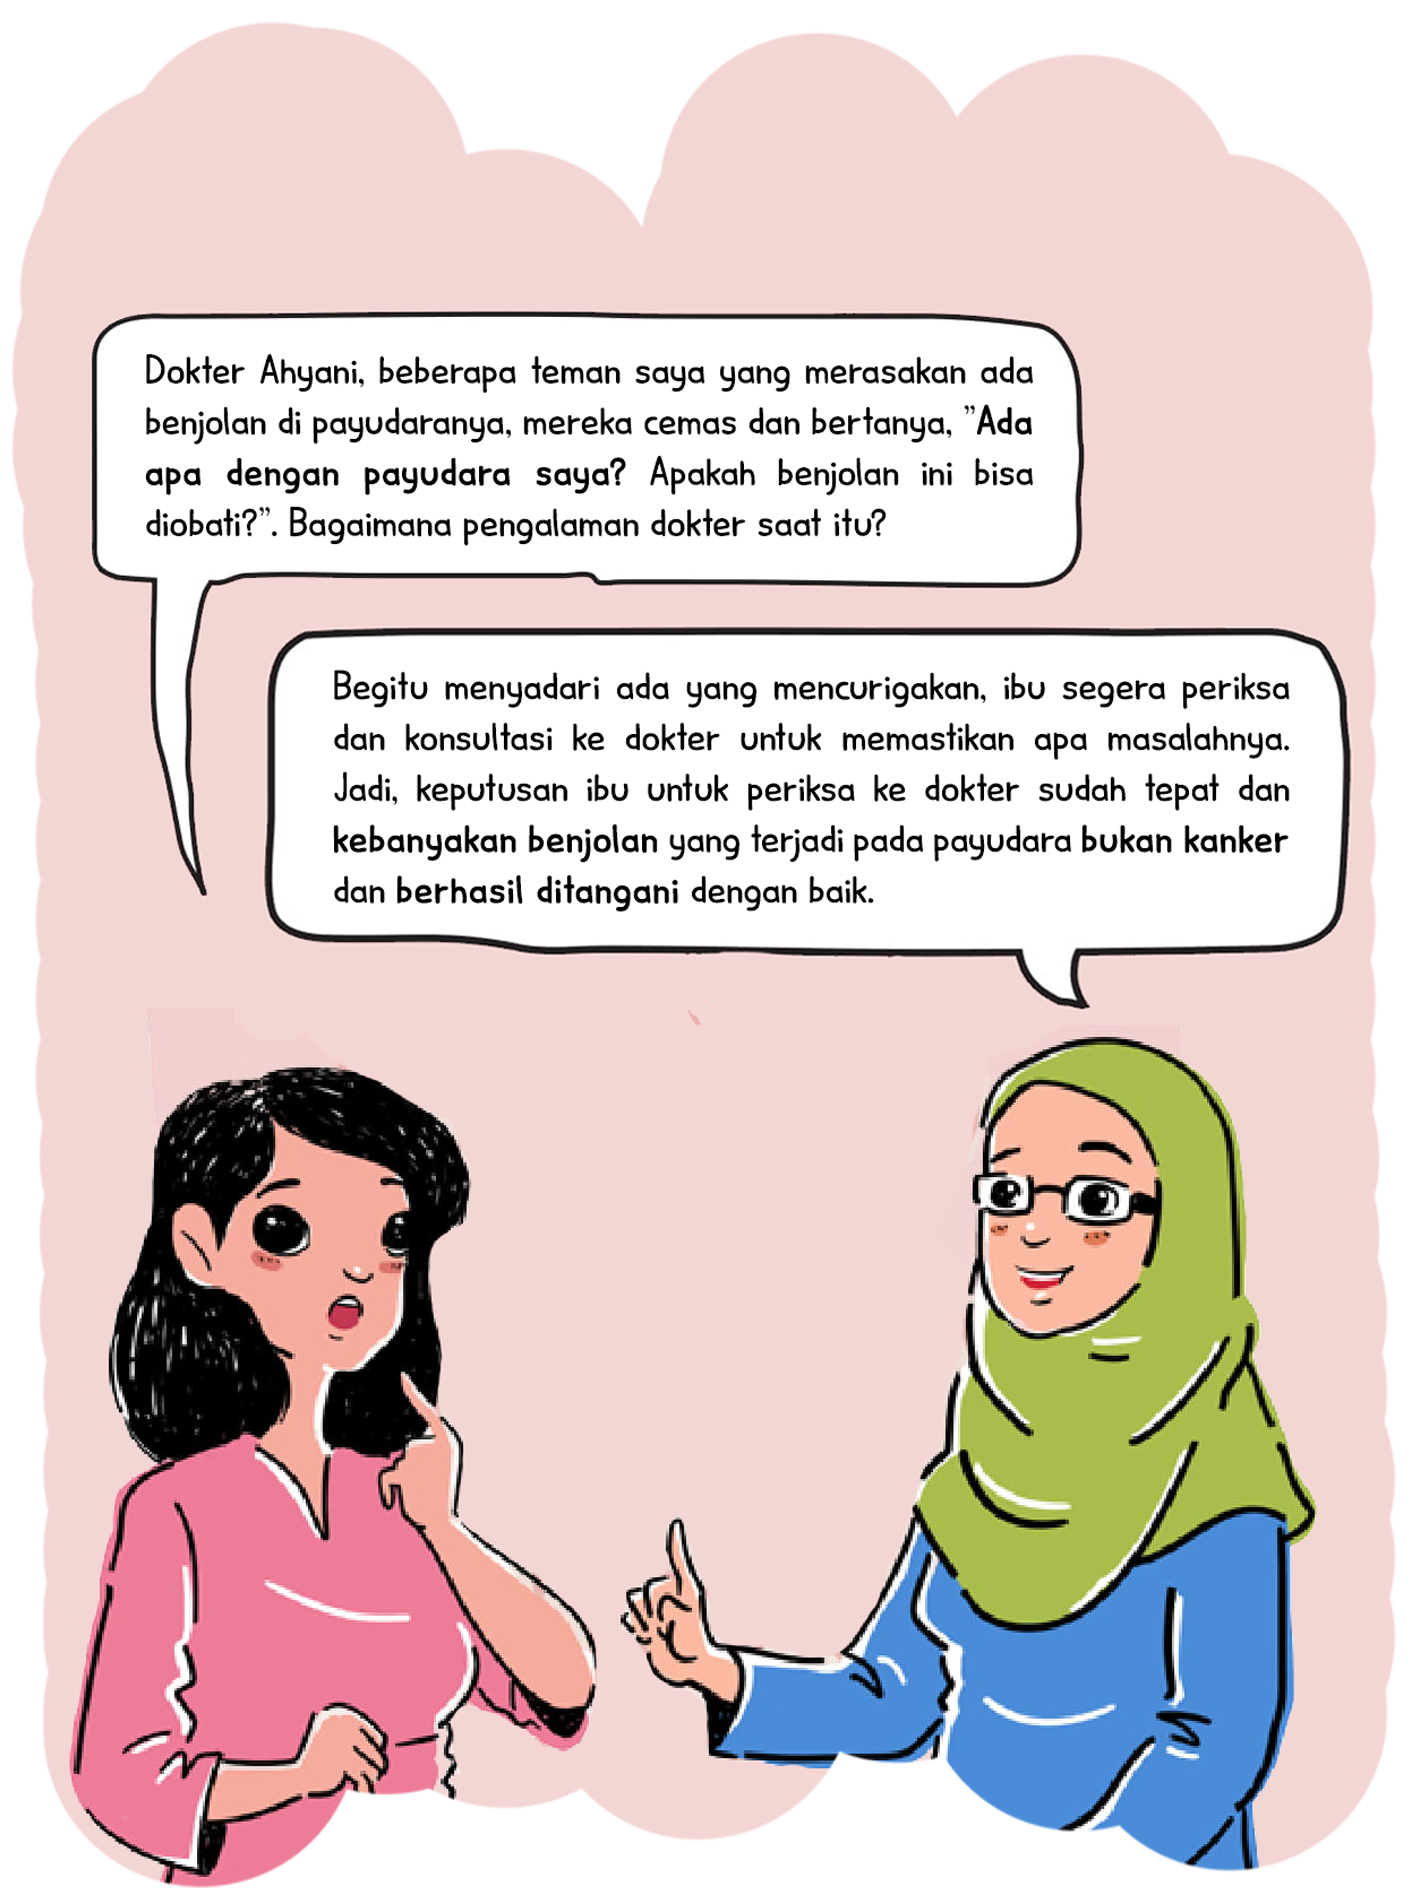 Dokter Ahyani, beberapa teman saya yang merasakan ada
benjolan di payudaranya, mereka cemas dan bertanya, ”Ada
apa dengan payudara saya? Apakah benjolan ini bisa
diobati?”. Bagaimana pengalaman dokter saat itu?
Begitu menyadari ada yang mencurigakan, ibu segera periksa
dan konsultasi ke dokter untuk memastikan apa masalahnya.
Jadi, keputusan ibu untuk periksa ke dokter sudah tepat dan
kebanyakan benjolan yang terjadi pada payudara bukan kanker
dan berhasil ditangani dengan baik.